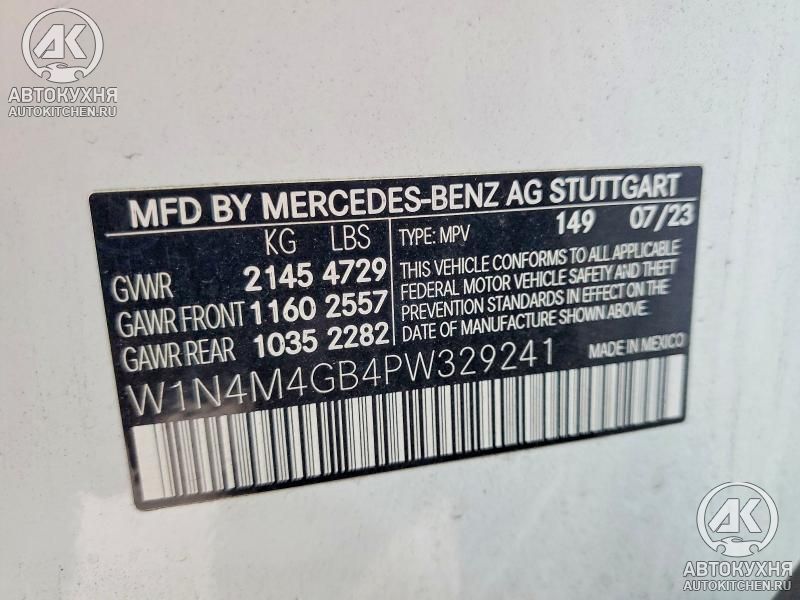 AK
АВТОКУХНЯ
AUTOKITCHEN.RU
MFD BY MERCEDES-BENZ AG STUTTGART
KG LBS TYPE: MPV 149 07/23
GVWR 2145 4729
GAWR FRONT 1160 2557
GAWR REAR 1035 2282
THIS VEHICLE CONFORMS TO ALL APPLICABLE
FEDERAL MOTOR VEHICLE SAFETY AND THEFT
PREVENTION STANDARDS IN EFFECT ON THE
DATE OF MANUFACTURE SHOWN ABOVE.
W1N4M4GB4PW329241 MADE IN MEXICO
AK
АВТОКУХНЯ
AUTOKITCHEN.RU